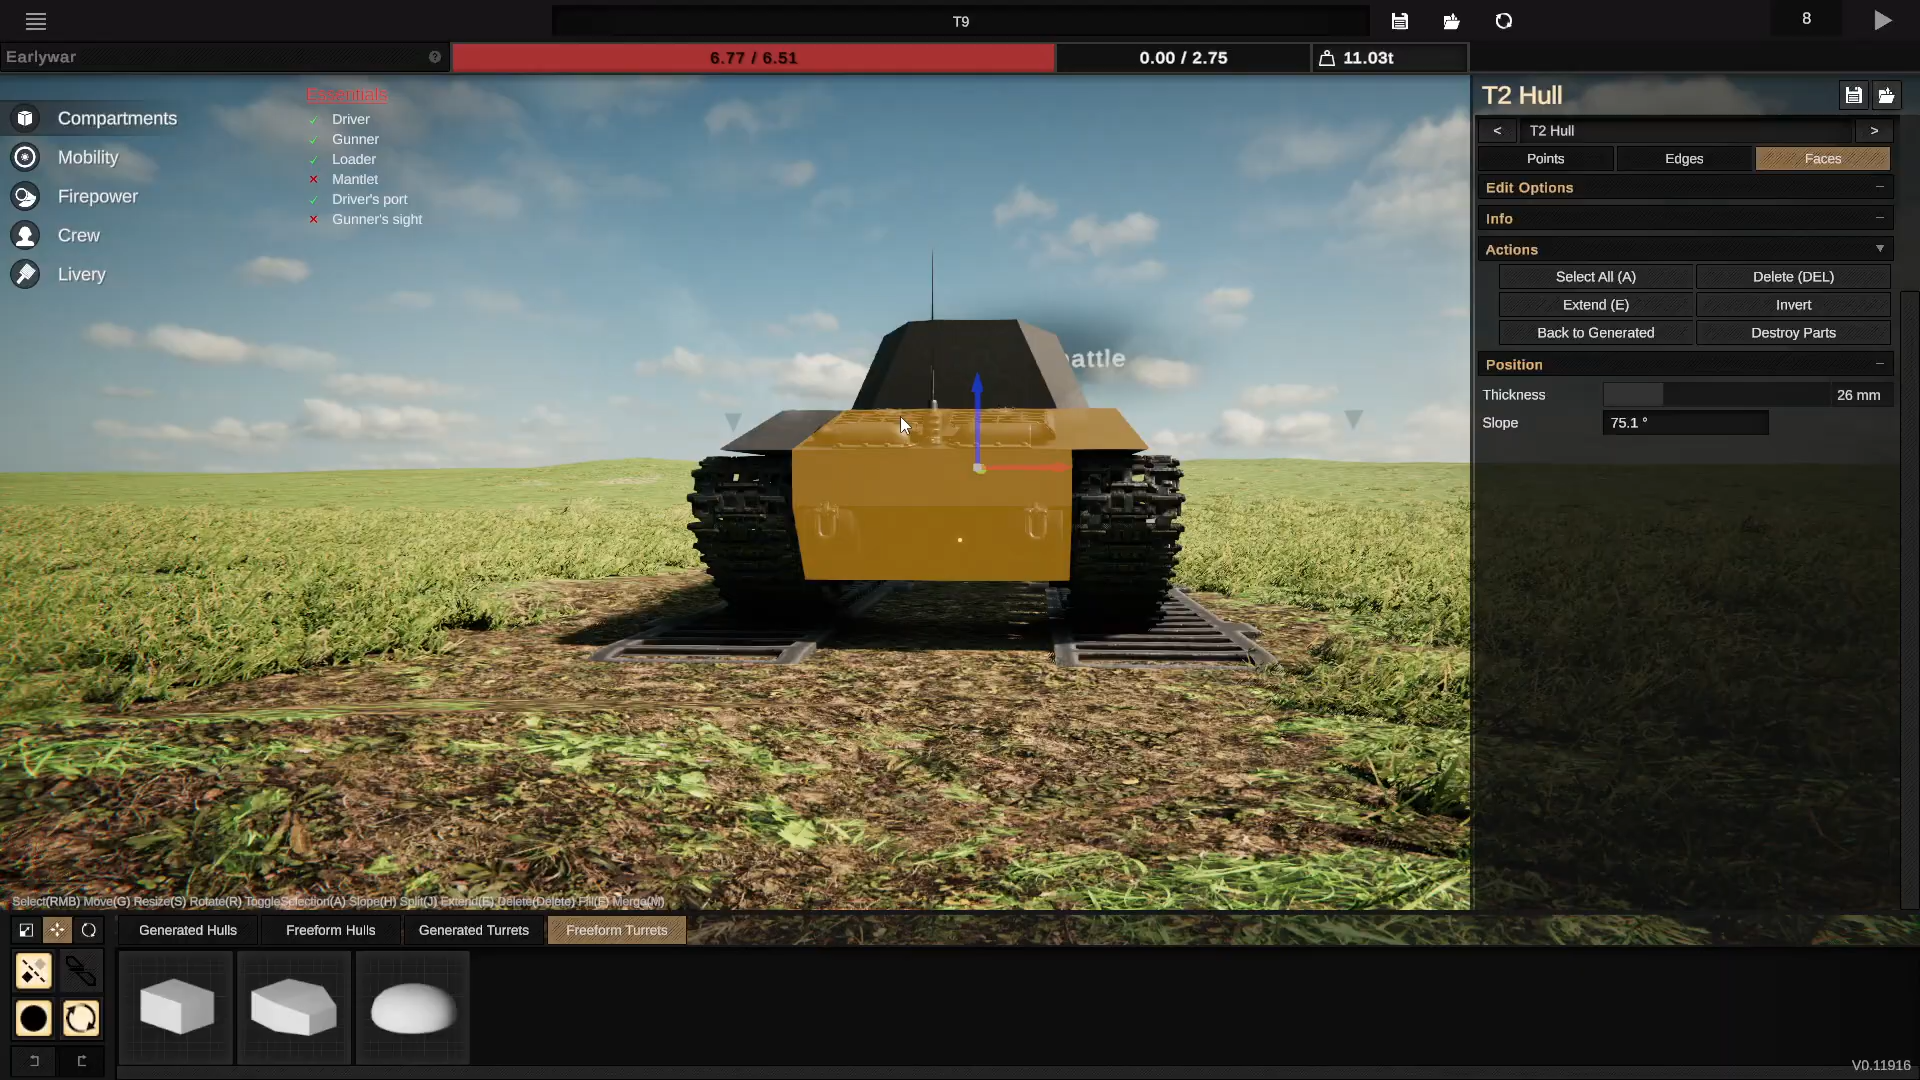 T9
8
Earlywar
6.77 / 6.51
0.00 / 2.75
11.03t
Compartments
Mobility
Firepower
Crew
Livery
Essentials
Driver
Gunner
Loader
Mantlet
Driver's port
Gunner's sight
attle
T2 Hull
< T2 Hull >
Points Edges Faces
Edit Options
Info
Actions
Select All (A) Delete (DEL)
Extend (E) Invert
Back to Generated Destroy Parts
Position
Thickness 26 mm
Slope 75.1 °
Select(RMB) Move(G) Resize(S) Rotate(R) ToggleSelection(A) Slope(H) Split(J) Extend(E) Delete(Delete) Fill(F) Merge(M)
Generated Hulls Freeform Hulls Generated Turrets Freeform Turrets
V0.11916